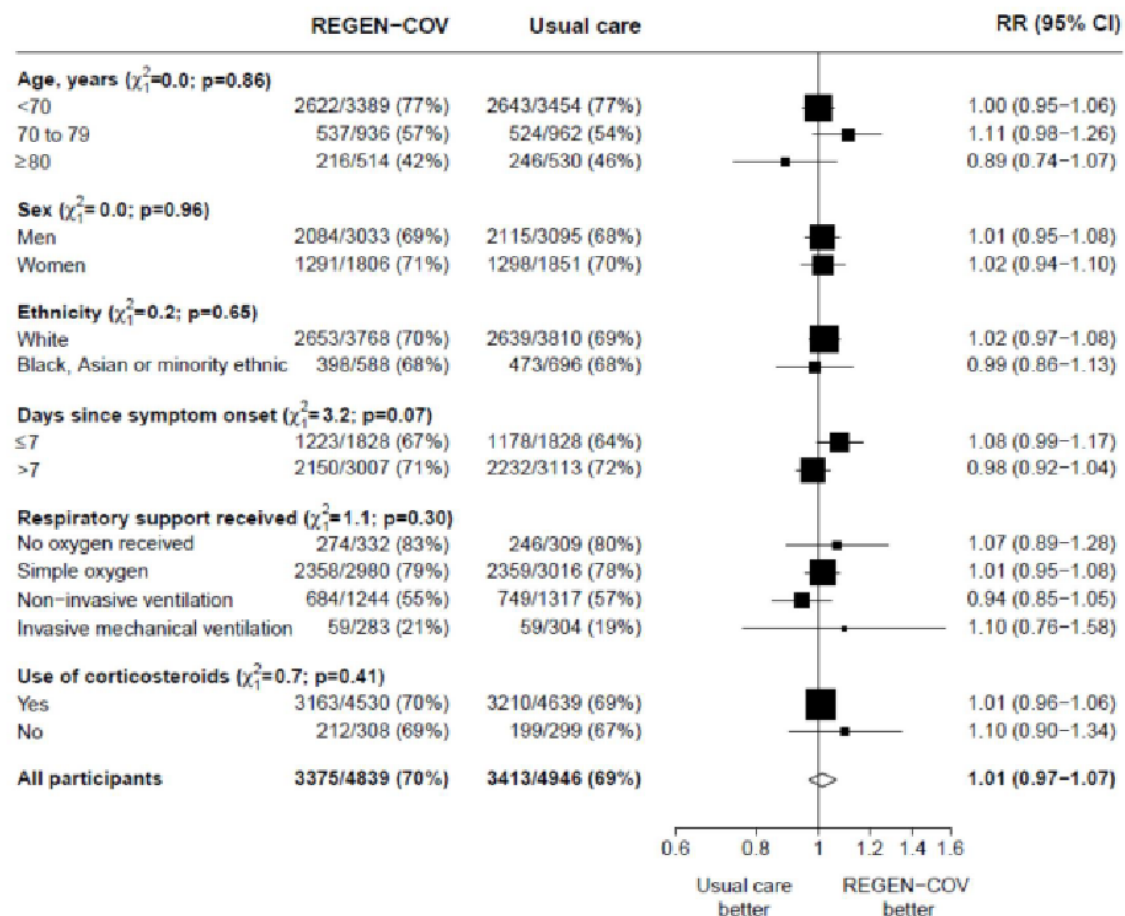 REGEN−COV Usual care RR (95% CI)
Age, years (χ²₁=0.0; p=0.86)
<70 2622/3389 (77%) 2643/3454 (77%) 1.00 (0.95−1.06)
70 to 79 537/936 (57%) 524/962 (54%) 1.11 (0.98−1.26)
≥80 216/514 (42%) 246/530 (46%) 0.89 (0.74−1.07)
Sex (χ²₁= 0.0; p=0.96)
Men 2084/3033 (69%) 2115/3095 (68%) 1.01 (0.95−1.08)
Women 1291/1806 (71%) 1298/1851 (70%) 1.02 (0.94−1.10)
Ethnicity (χ²₁=0.2; p=0.65)
White 2653/3768 (70%) 2639/3810 (69%) 1.02 (0.97−1.08)
Black, Asian or minority ethnic 398/588 (68%) 473/696 (68%) 0.99 (0.86−1.13)
Days since symptom onset (χ²₁=3.2; p=0.07)
≤7 1223/1828 (67%) 1178/1828 (64%) 1.08 (0.99−1.17)
>7 2150/3007 (71%) 2232/3113 (72%) 0.98 (0.92−1.04)
Respiratory support received (χ²₁=1.1; p=0.30)
No oxygen received 274/332 (83%) 246/309 (80%) 1.07 (0.89−1.28)
Simple oxygen 2358/2980 (79%) 2359/3016 (78%) 1.01 (0.95−1.08)
Non−invasive ventilation 684/1244 (55%) 749/1317 (57%) 0.94 (0.85−1.05)
Invasive mechanical ventilation 59/283 (21%) 59/304 (19%) 1.10 (0.76−1.58)
Use of corticosteroids (χ²₁=0.7; p=0.41)
Yes 3163/4530 (70%) 3210/4639 (69%) 1.01 (0.96−1.06)
No 212/308 (69%) 199/299 (67%) 1.10 (0.90−1.34)
All participants 3375/4839 (70%) 3413/4946 (69%) 1.01 (0.97−1.07)
0.6 0.8 1 1.2 1.4 1.6
Usual care REGEN−COV
better better